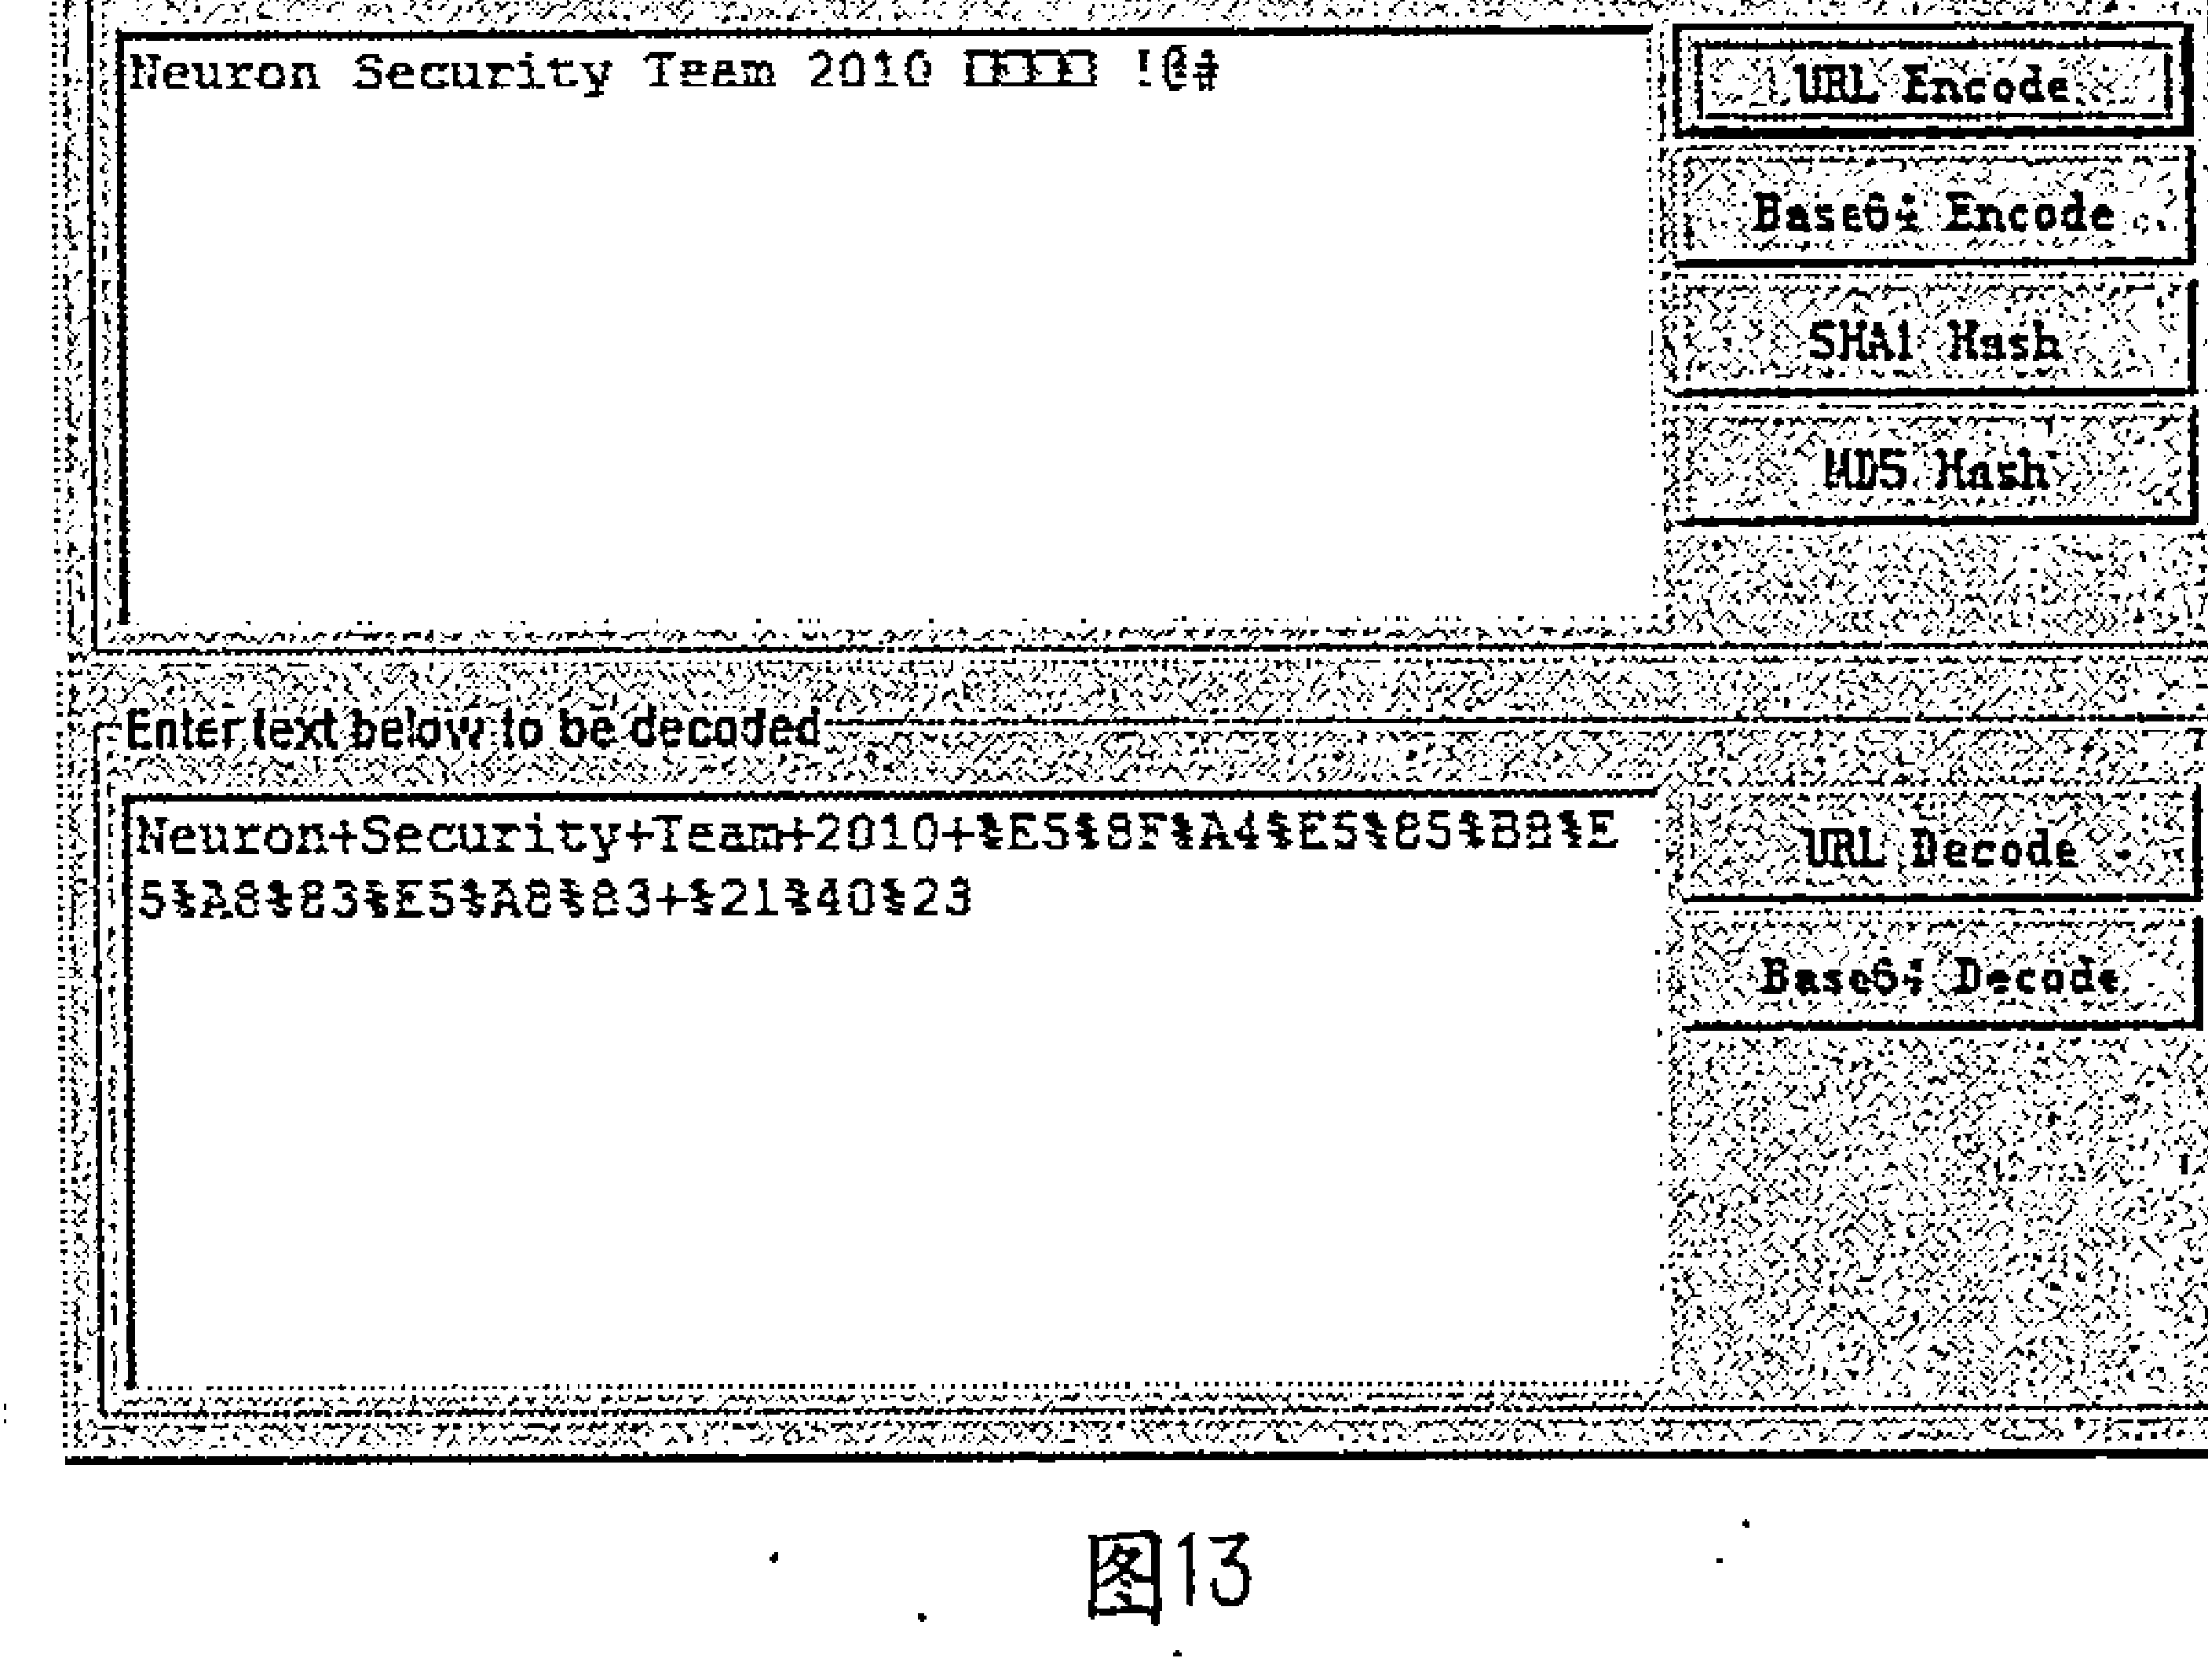 Neuron Security Team 2010 □□□□ !@#
URL Encode
Base64 Encode
SHA1 Hash
MD5 Hash
Enter text below to be decoded
Neuron+Security+Team+2010+%E5%8F%A4%E5%85%B8%E
5%A8%83%E5%A8%83+%21%40%23
URL Decode
Base64 Decode
图13